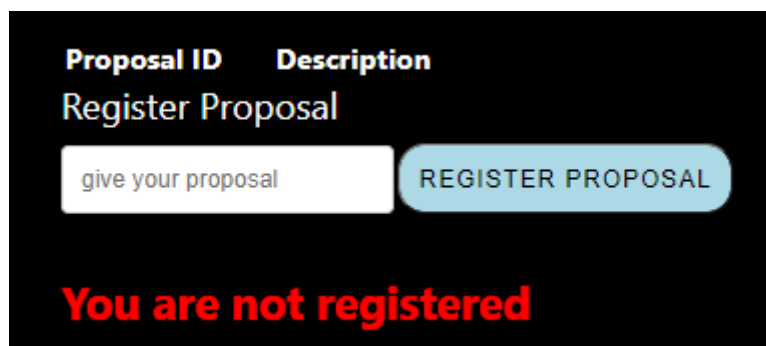 Proposal ID Description
Register Proposal
give your proposal REGISTER PROPOSAL
You are not registered